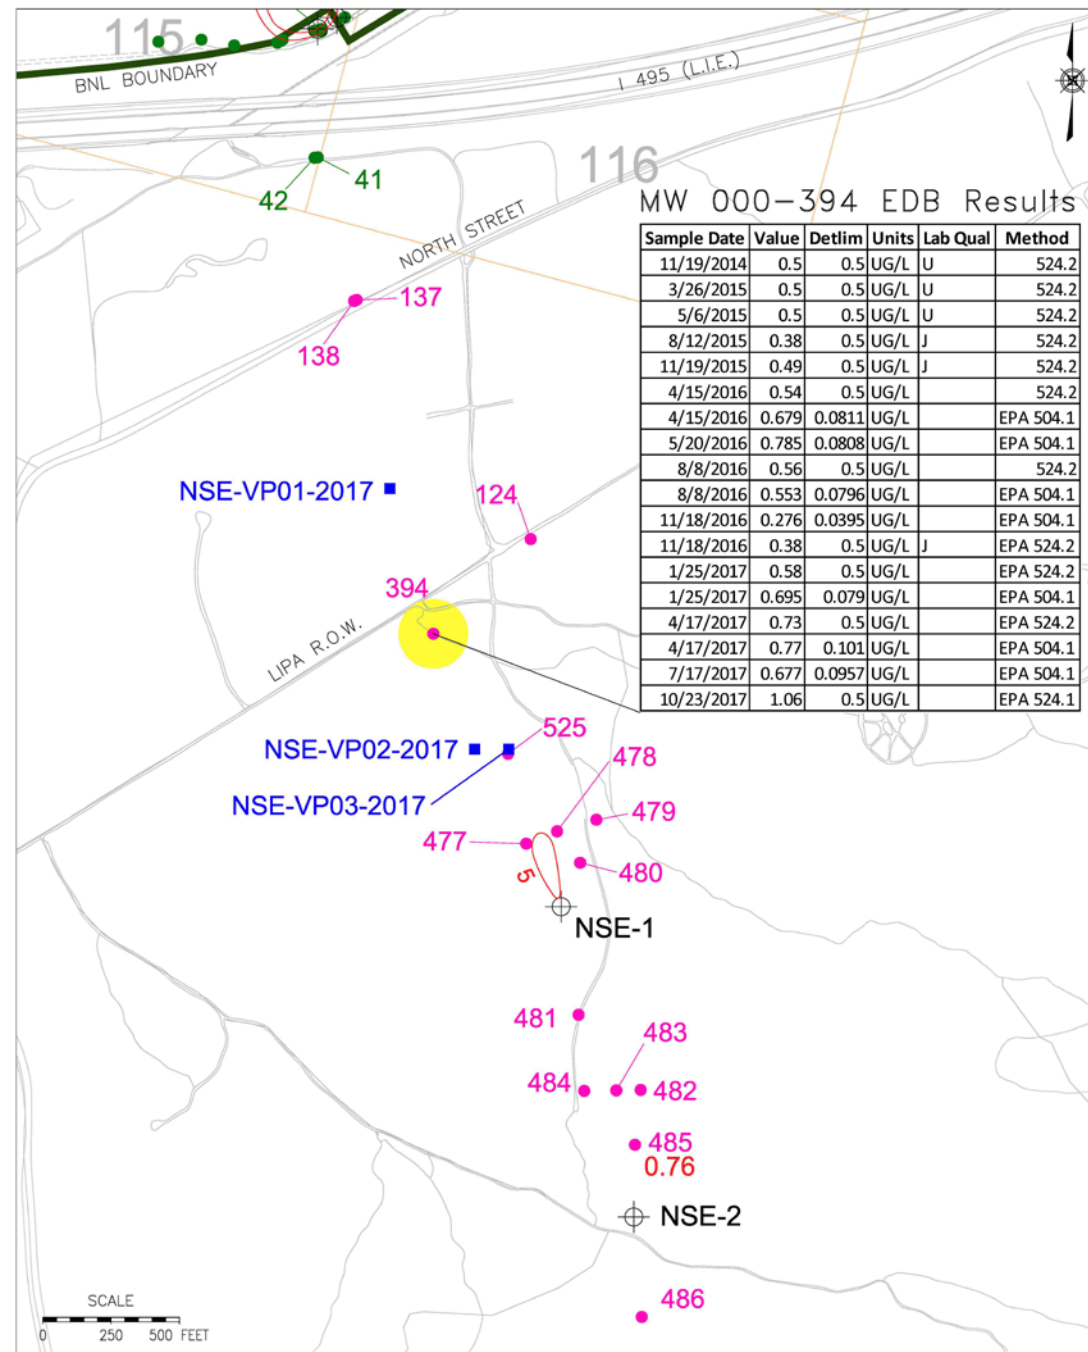 115
BNL BOUNDARY
I 495 (L.I.E.)
116
41
42
NORTH STREET
MW 000-394 EDB Results
Sample Date Value Detlim Units Lab Qual Method
11/19/2014 0.5 0.5 UG/L U 524.2
3/26/2015 0.5 0.5 UG/L U 524.2
5/6/2015 0.5 0.5 UG/L U 524.2
8/12/2015 0.38 0.5 UG/L J 524.2
11/19/2015 0.49 0.5 UG/L J 524.2
4/15/2016 0.54 0.5 UG/L 524.2
4/15/2016 0.679 0.0811 UG/L EPA 504.1
5/20/2016 0.785 0.0808 UG/L EPA 504.1
8/8/2016 0.56 0.5 UG/L 524.2
8/8/2016 0.553 0.0796 UG/L EPA 504.1
11/18/2016 0.276 0.0395 UG/L EPA 504.1
11/18/2016 0.38 0.5 UG/L J EPA 524.2
1/25/2017 0.58 0.5 UG/L EPA 524.2
1/25/2017 0.695 0.079 UG/L EPA 504.1
4/17/2017 0.73 0.5 UG/L EPA 524.2
4/17/2017 0.77 0.101 UG/L EPA 504.1
7/17/2017 0.677 0.0957 UG/L EPA 504.1
10/23/2017 1.06 0.5 UG/L EPA 524.1
137
138
NSE-VP01-2017
124
394
LIPA R.O.W.
525
NSE-VP02-2017
478
NSE-VP03-2017
479
477
480
5
NSE-1
481
483
484
482
485
0.76
NSE-2
486
SCALE
0 250 500 FEET